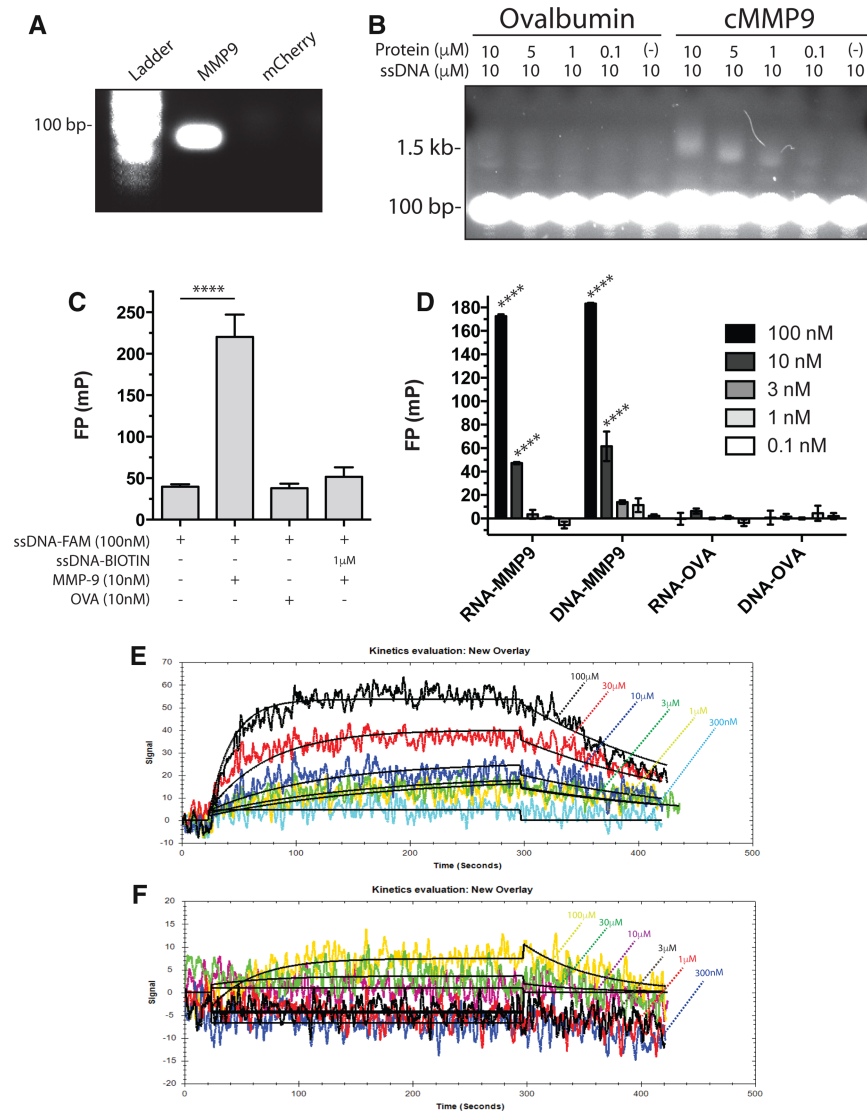 A
Ladder
MMP9
mCherry
100 bp-
B
Ovalbumin
cMMP9
Protein (μM) 10 5 1 0.1 (-) 10 5 1 0.1 (-)
ssDNA (μM) 10 10 10 10 10 10 10 10 10 10
1.5 kb-
100 bp-
C
****
FP (mP)
250
200
150
100
50
0
ssDNA-FAM (100nM) + + + +
ssDNA-BIOTIN - - - 1μM
MMP-9 (10nM) - + - +
OVA (10nM) - - + -
D
FP (mP)
180
160
140
120
100
80
60
40
20
0
****
****
****
****
100 nM
10 nM
3 nM
1 nM
0.1 nM
RNA-MMP9
DNA-MMP9
RNA-OVA
DNA-OVA
E
Kinetics evaluation: New Overlay
Signal
70
60
50
40
30
20
10
0
-10
100μM
30μM
10μM
3μM
1μM
300nM
0 100 200 300 400 500
Time (Seconds)
F
Kinetics evaluation: New Overlay
Signal
20
15
10
5
0
-5
-10
-15
-20
100μM
30μM
10μM
3μM
1μM
300nM
0 100 200 300 400 500
Time (Seconds)